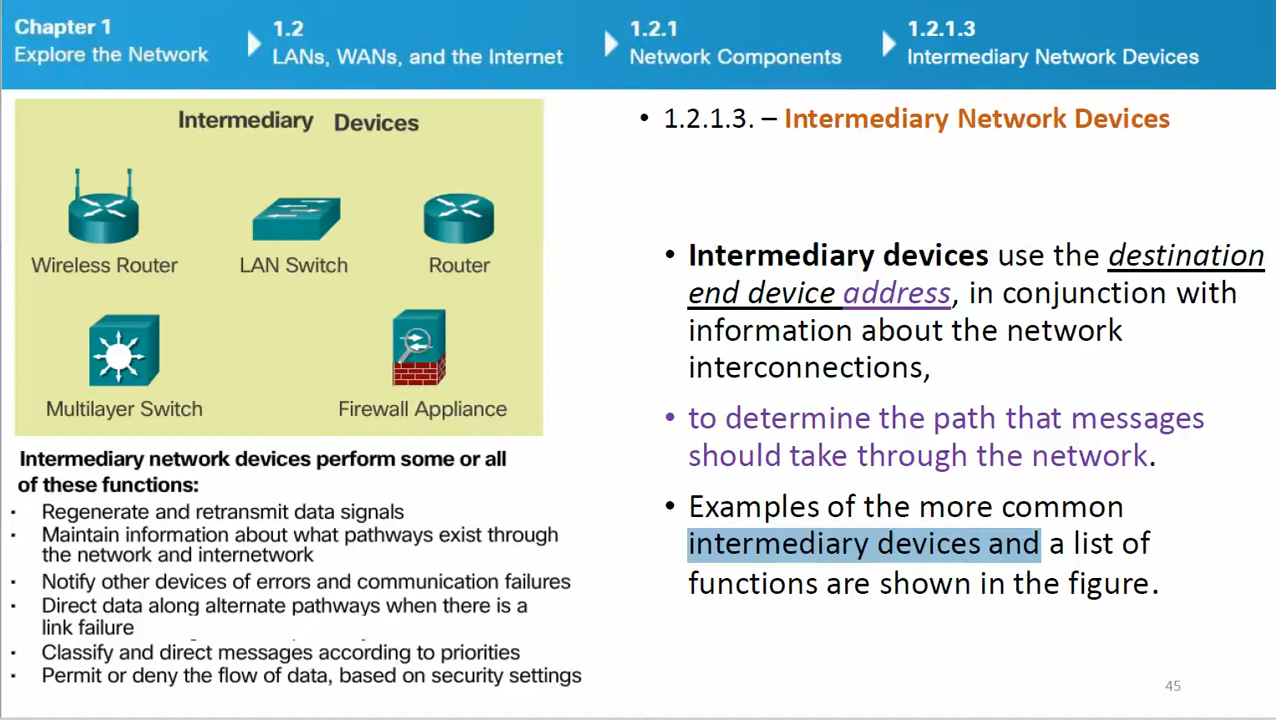 Chapter 1
Explore the Network
1.2
LANs, WANs, and the Internet
1.2.1
Network Components
1.2.1.3
Intermediary Network Devices
Intermediary Devices
Wireless Router
LAN Switch
Router
Multilayer Switch
Firewall Appliance
Intermediary network devices perform some or all
of these functions:
· Regenerate and retransmit data signals
· Maintain information about what pathways exist through
the network and internetwork
· Notify other devices of errors and communication failures
· Direct data along alternate pathways when there is a
link failure
· Classify and direct messages according to priorities
· Permit or deny the flow of data, based on security settings
• 1.2.1.3. – Intermediary Network Devices
• Intermediary devices use the destination
end device address, in conjunction with
information about the network
interconnections,
• to determine the path that messages
should take through the network.
• Examples of the more common
intermediary devices and a list of
functions are shown in the figure.
45